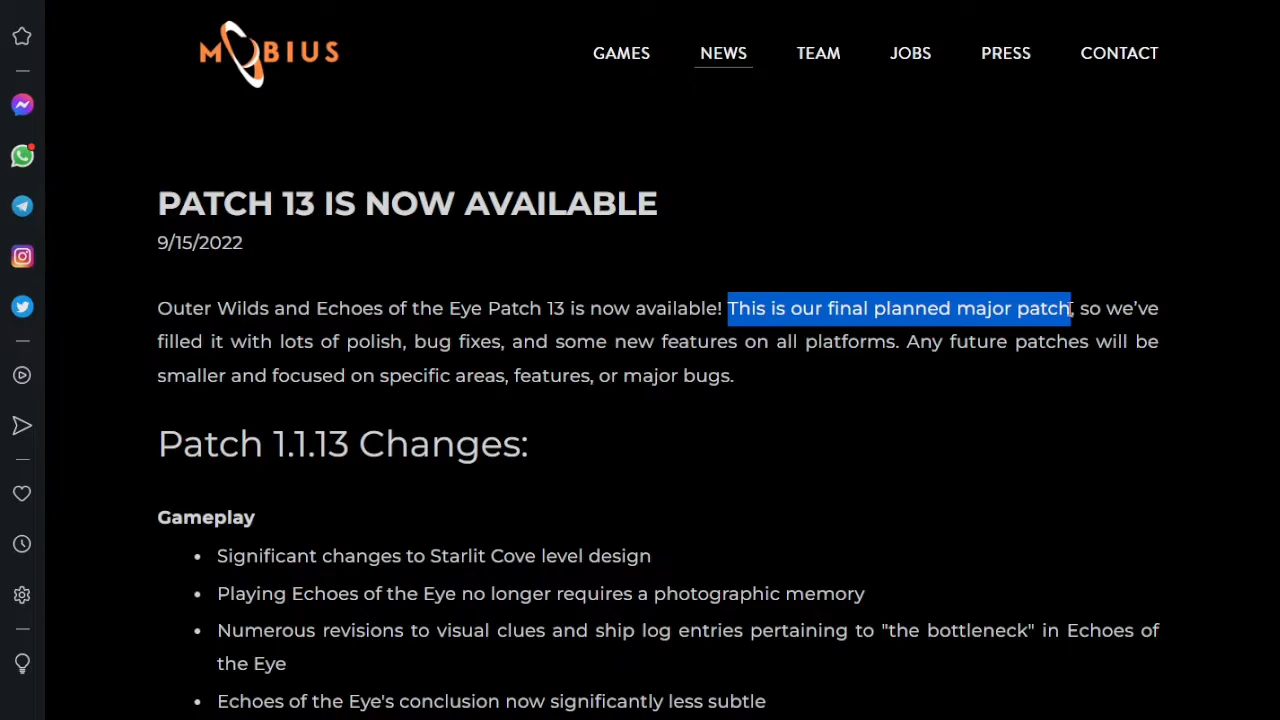 MOBIUS
GAMES
NEWS
TEAM
JOBS
PRESS
CONTACT
PATCH 13 IS NOW AVAILABLE
9/15/2022
Outer Wilds and Echoes of the Eye Patch 13 is now available! This is our final planned major patch, so we’ve
filled it with lots of polish, bug fixes, and some new features on all platforms. Any future patches will be
smaller and focused on specific areas, features, or major bugs.
Patch 1.1.13 Changes:
Gameplay
• Significant changes to Starlit Cove level design
• Playing Echoes of the Eye no longer requires a photographic memory
• Numerous revisions to visual clues and ship log entries pertaining to "the bottleneck" in Echoes of
the Eye
• Echoes of the Eye's conclusion now significantly less subtle